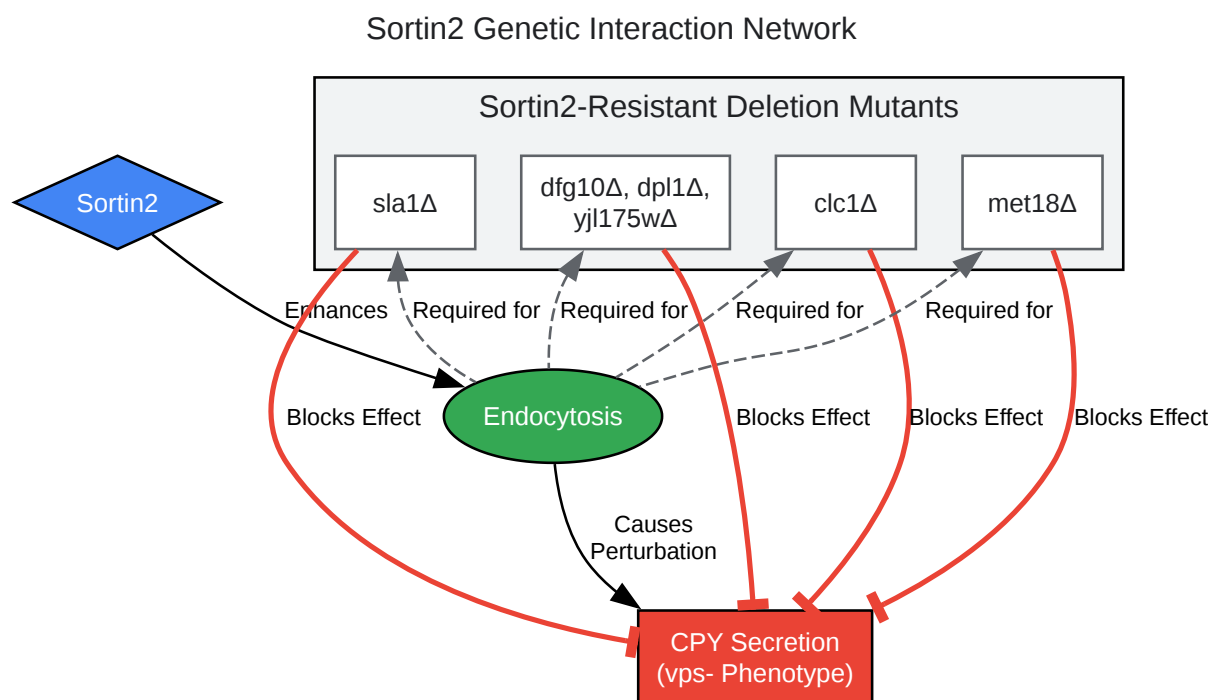 Sortin2 Genetic Interaction Network
Sortin2-Resistant Deletion Mutants
Sortin2
sla1Δ
dfg10Δ, dpl1Δ,
yjl175wΔ
clc1Δ
met18Δ
Enhances
Required for
Required for
Required for
Required for
Blocks Effect
Endocytosis
Blocks Effect
Blocks Effect
Blocks Effect
Causes
Perturbation
CPY Secretion
(vps- Phenotype)